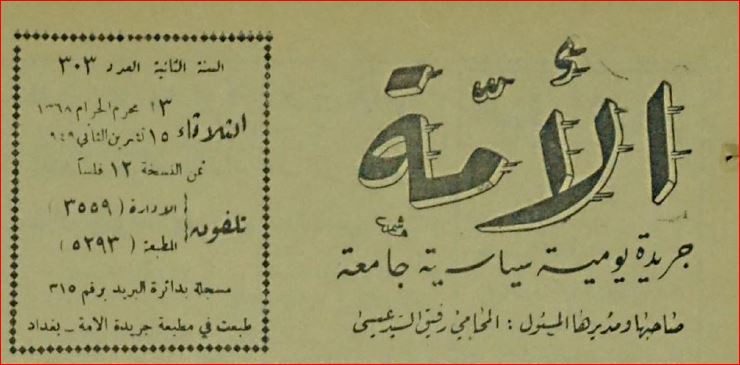 الأمّة
جريدة يومية سياسية جامعة
صاحبها ومديرها المسئول : المحامي رفيق السيد عيسى
السنة الثانية العدد ٣٠٣
١٣ محرم الحرام ١٣٦٨
الثلاثاء
١٥ تشرين الثاني ٩٤٩
ثمن النسخة ١٢ فلساً
الادارة ( ٣٥٥٩ )
تلفون
المطبعة ( ٥٢٩٣ )
مسجلة بدائرة البريد برقم ٣١٥
طبعت في مطبعة جريدة الامة – بغداد